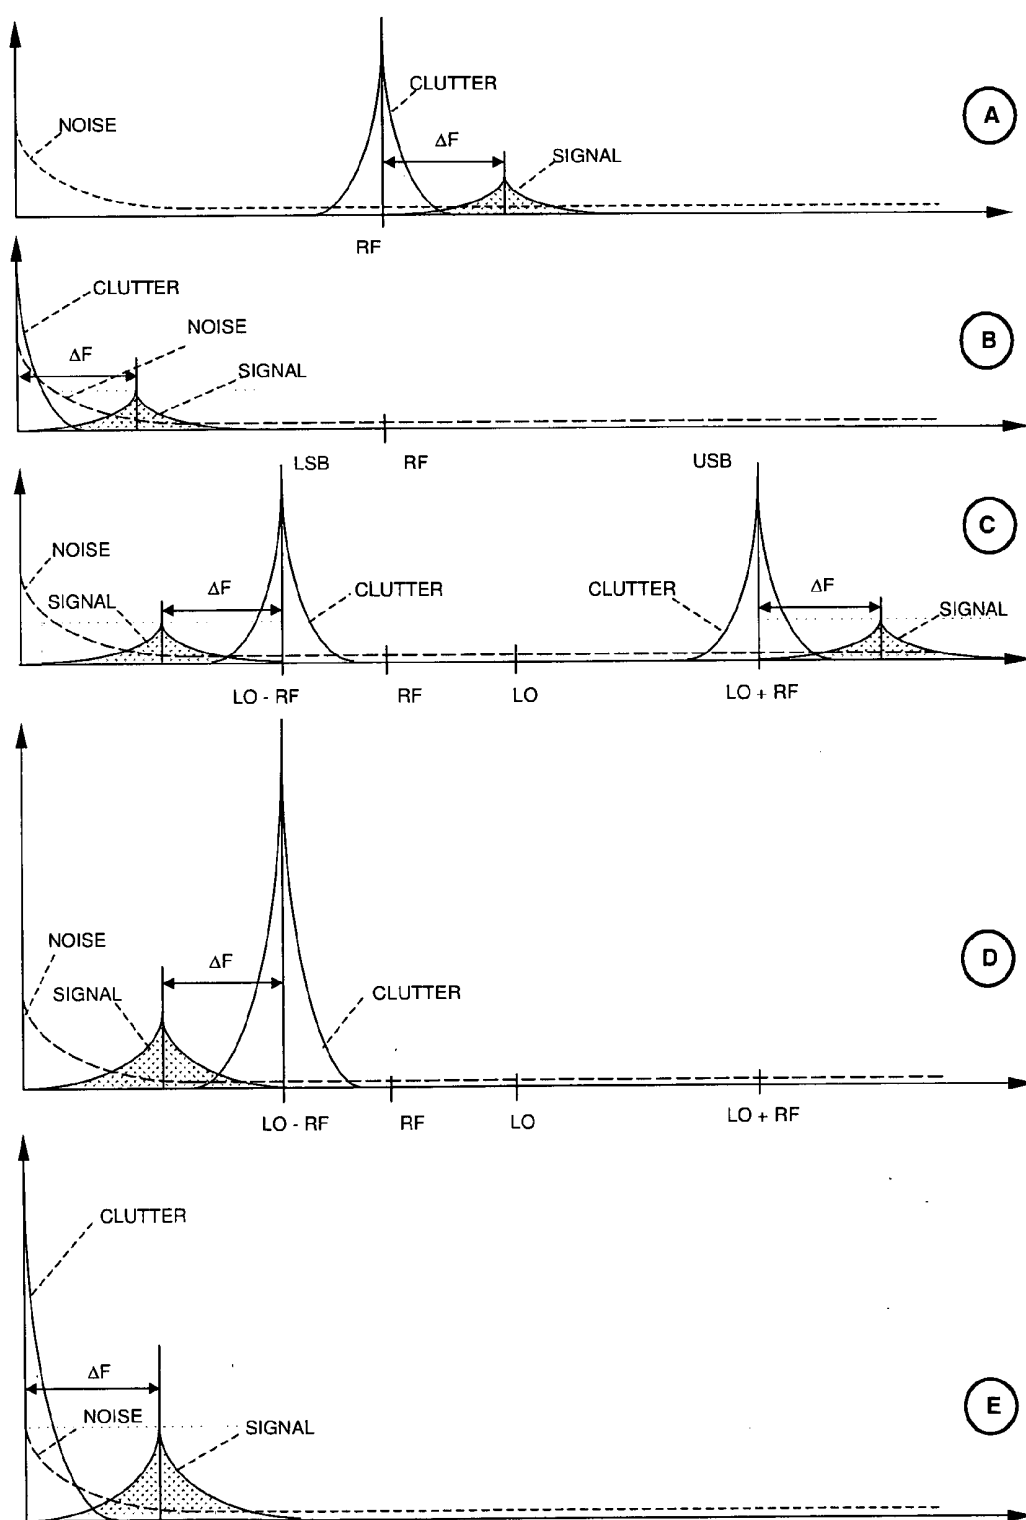 CLUTTER
A
NOISE
ΔF
SIGNAL
RF
CLUTTER
NOISE
B
ΔF
SIGNAL
LSB
RF
USB
C
NOISE
SIGNAL
ΔF
CLUTTER
CLUTTER
ΔF
SIGNAL
LO - RF
RF
LO
LO + RF
NOISE
ΔF
D
SIGNAL
CLUTTER
LO - RF
RF
LO
LO + RF
CLUTTER
ΔF
E
NOISE
SIGNAL